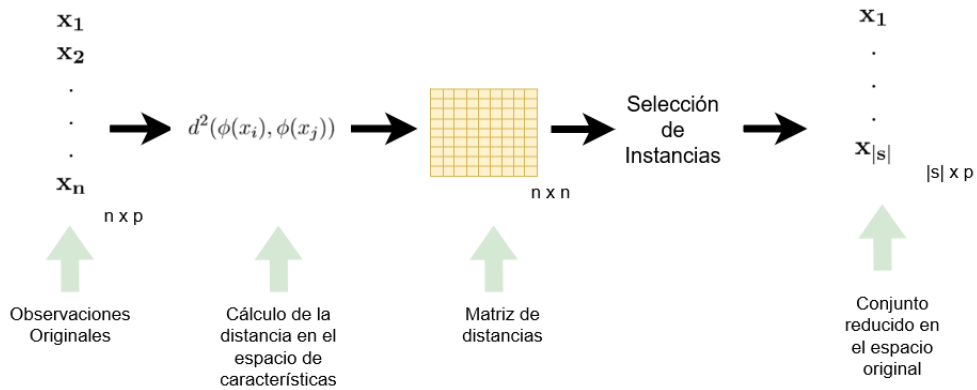 x₁
x₂
.
.
.
xₙ
n x p
d²(ϕ(xᵢ), ϕ(xⱼ))
n x n
Selección
de
Instancias
x₁
.
.
.
x|s|
|s| x p
Observaciones
Originales
Cálculo de la
distancia en el
espacio de
características
Matriz de
distancias
Conjunto
reducido en
el espacio
original